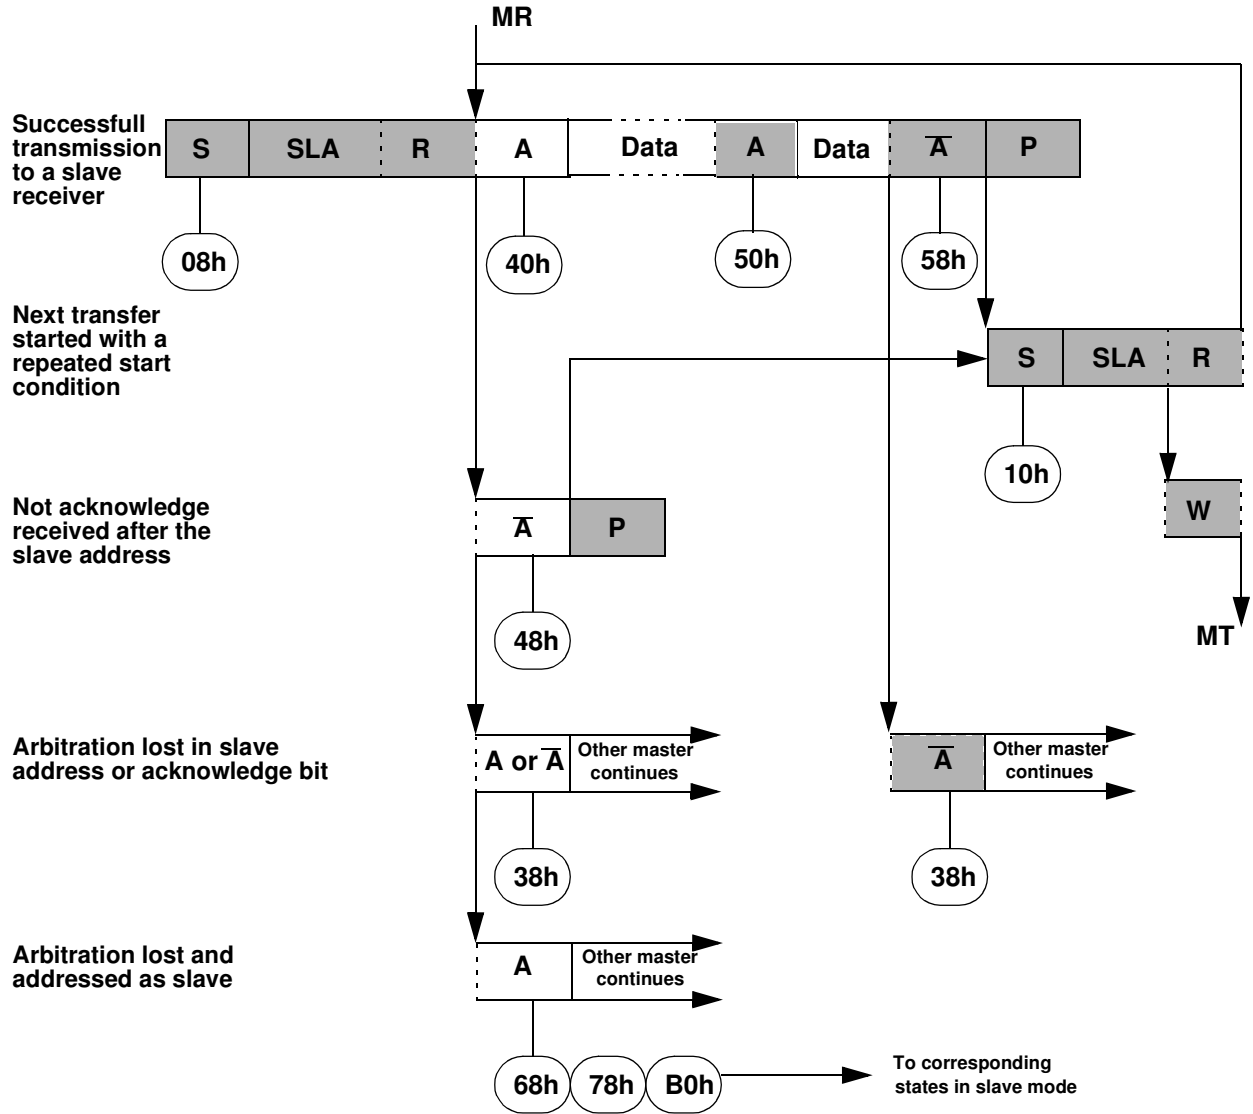 MR
Successfull
transmission
to a slave
receiver
S SLA R A Data A Data A̅ P
08h 40h 50h 58h
Next transfer
started with a
repeated start
condition
S SLA R
10h
Not acknowledge
received after the
slave address
A̅ P
W
48h
MT
Arbitration lost in slave
address or acknowledge bit
A or A̅ Other master
continues
A̅ Other master
continues
38h 38h
Arbitration lost and
addressed as slave
A Other master
continues
68h 78h B0h
To corresponding
states in slave mode